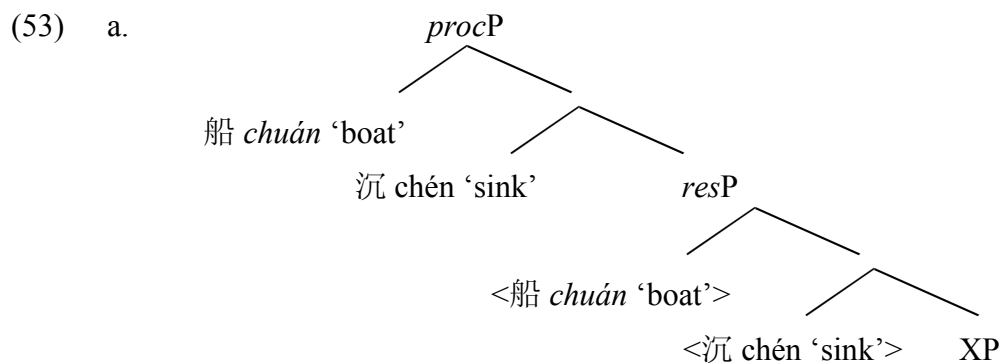 (53) a. procP
船 chuán ‘boat’
沉 chén ‘sink’ resP
<船 chuán ‘boat’>
<沉 chén ‘sink’> XP